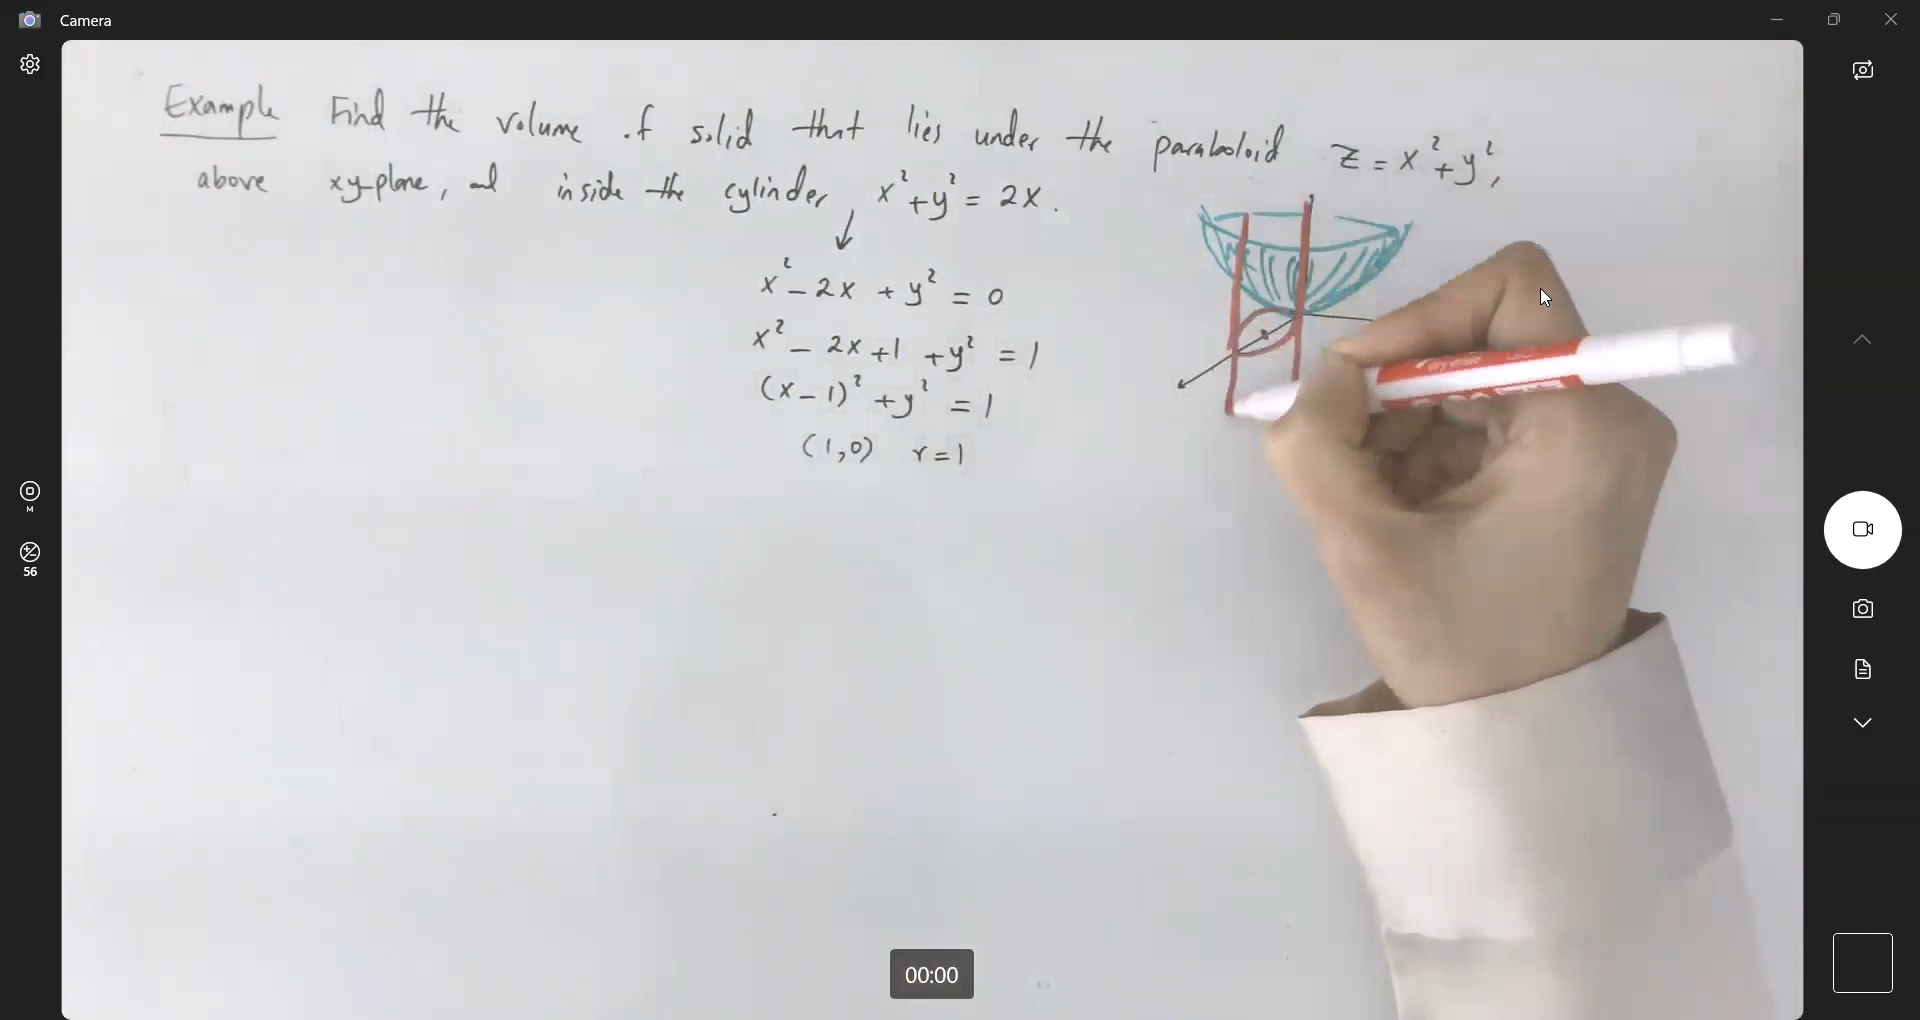 Camera
Example Find the volume of solid that lies under the paraboloid z = x² + y²,
above xy-plane, and inside the cylinder x² + y² = 2x.
x² - 2x + y² = 0
x² - 2x + 1 + y² = 1
(x - 1)² + y² = 1
(1,0) r = 1
M
56
00:00